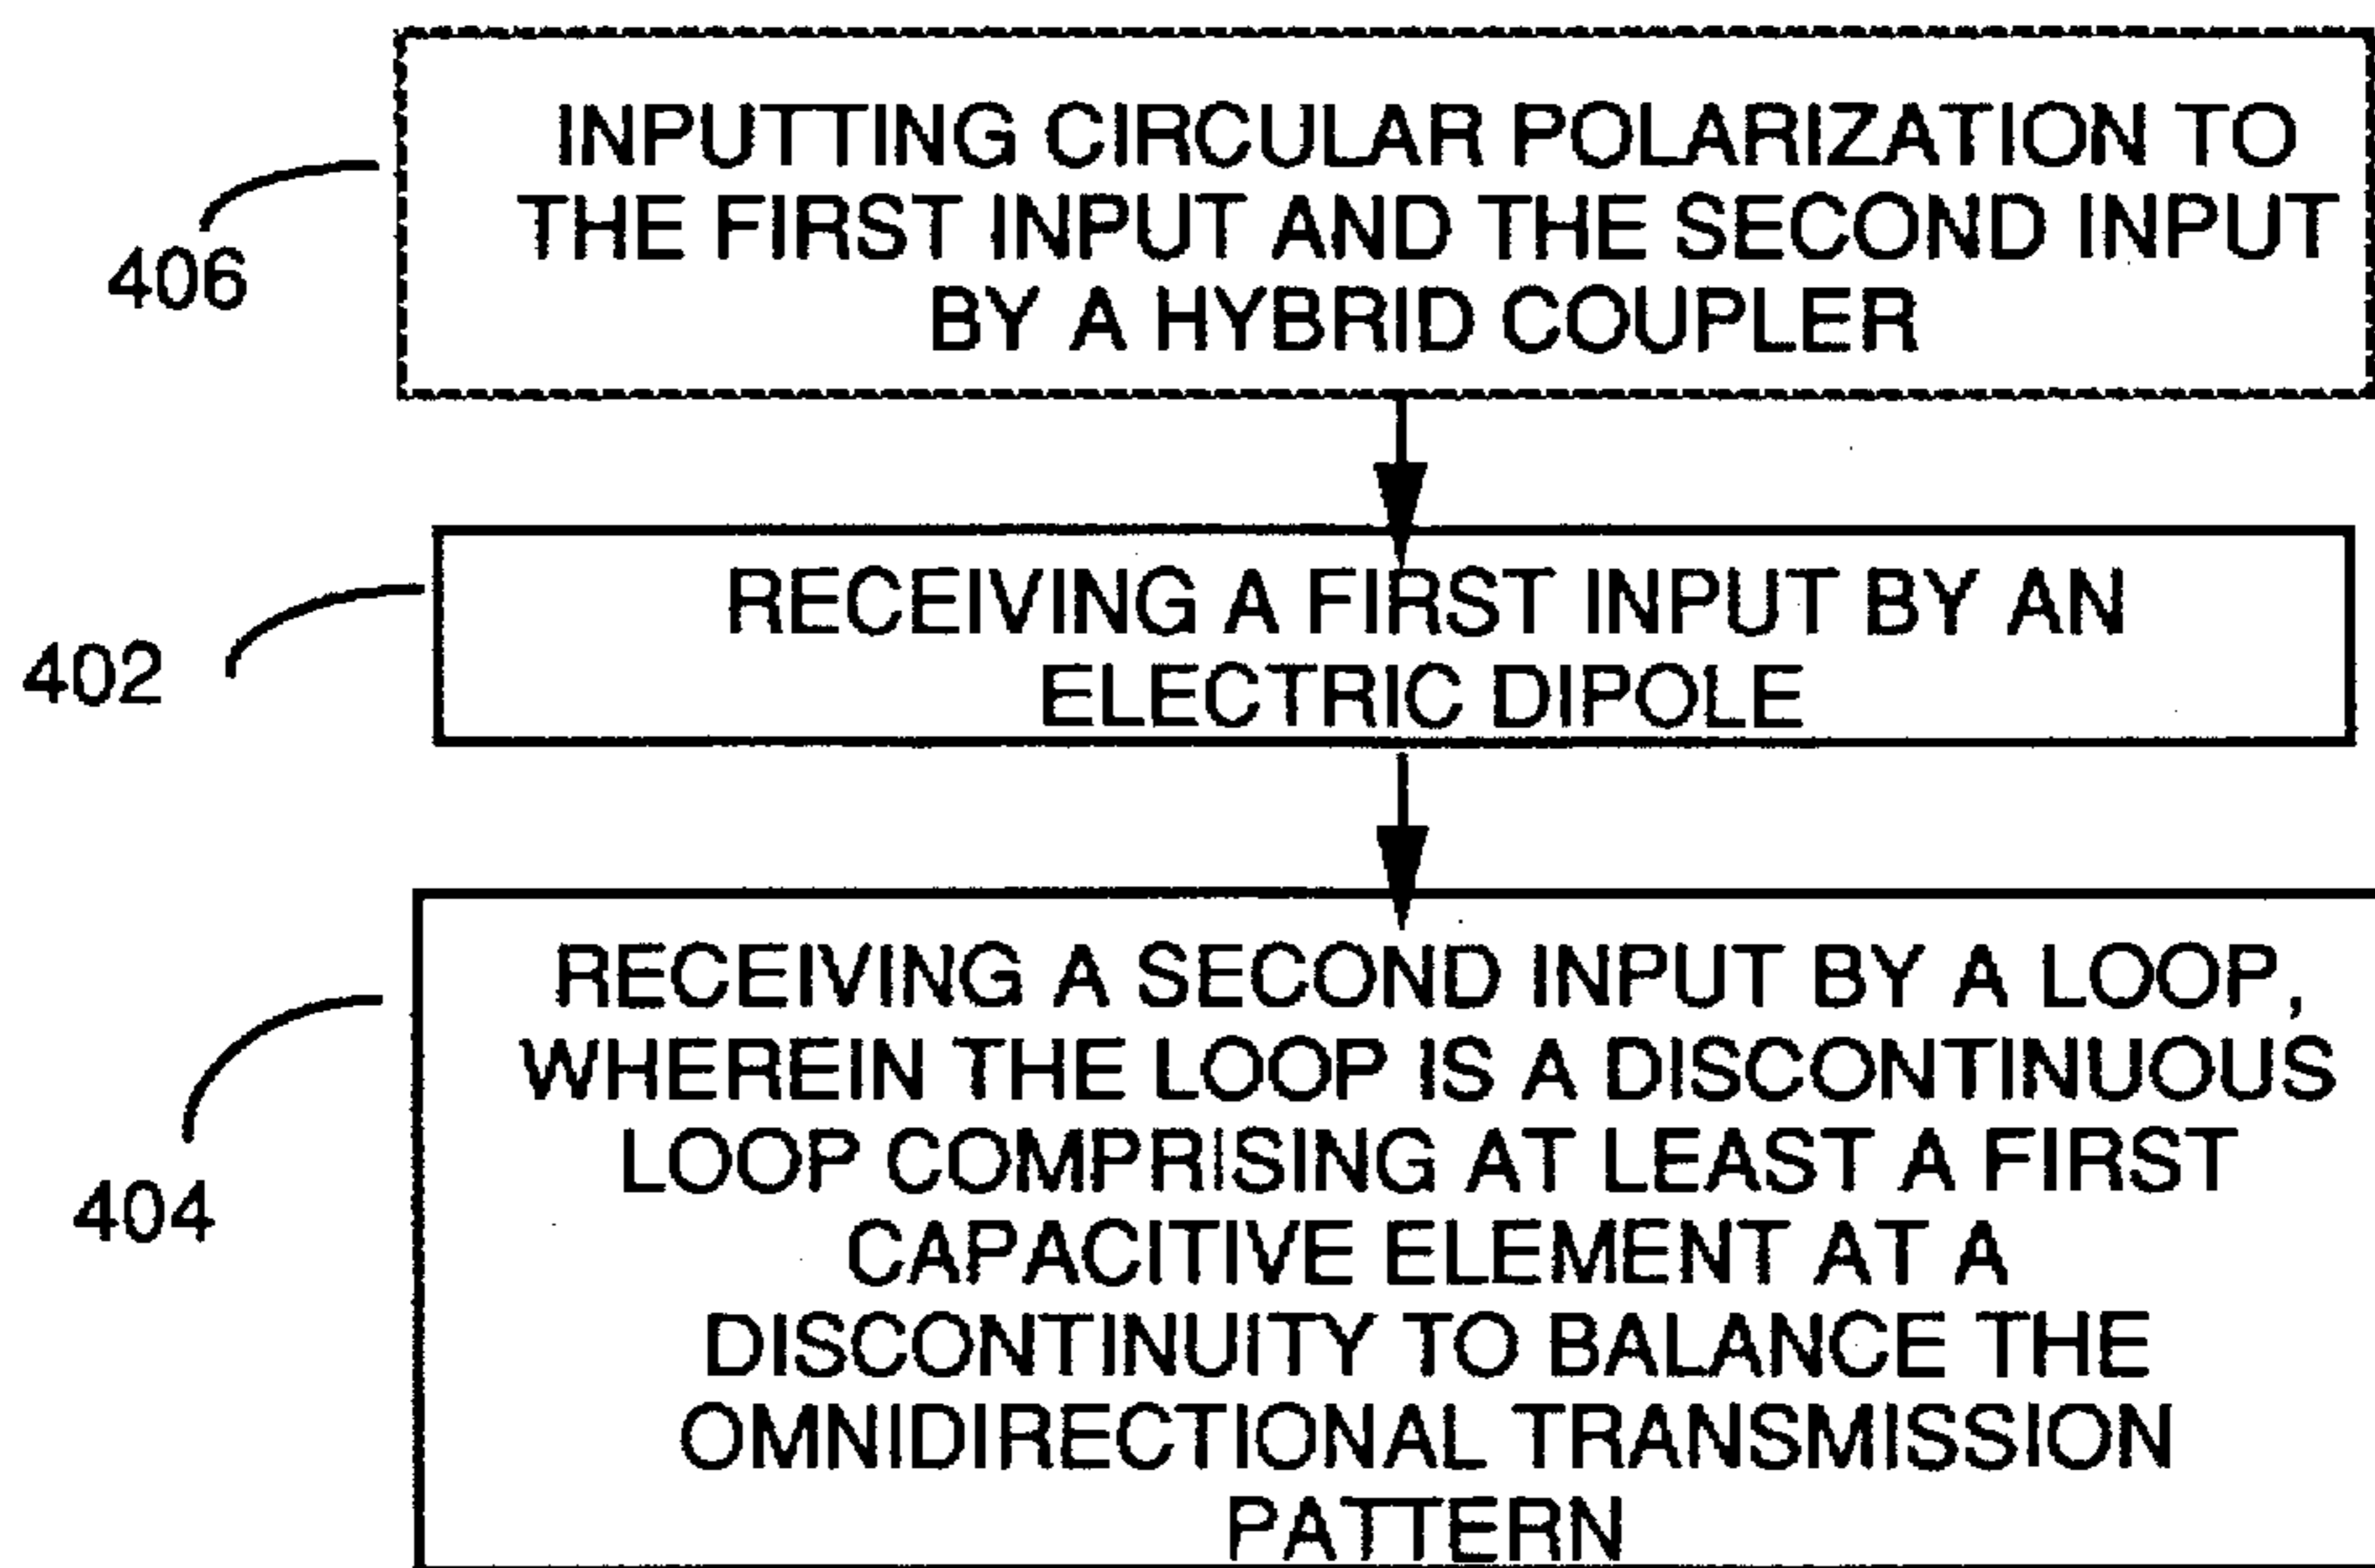 INPUTTING CIRCULAR POLARIZATION TO
THE FIRST INPUT AND THE SECOND INPUT
BY A HYBRID COUPLER
406
RECEIVING A FIRST INPUT BY AN
ELECTRIC DIPOLE
402
RECEIVING A SECOND INPUT BY A LOOP,
WHEREIN THE LOOP IS A DISCONTINUOUS
LOOP COMPRISING AT LEAST A FIRST
CAPACITIVE ELEMENT AT A
DISCONTINUITY TO BALANCE THE
OMNIDIRECTIONAL TRANSMISSION
PATTERN
404